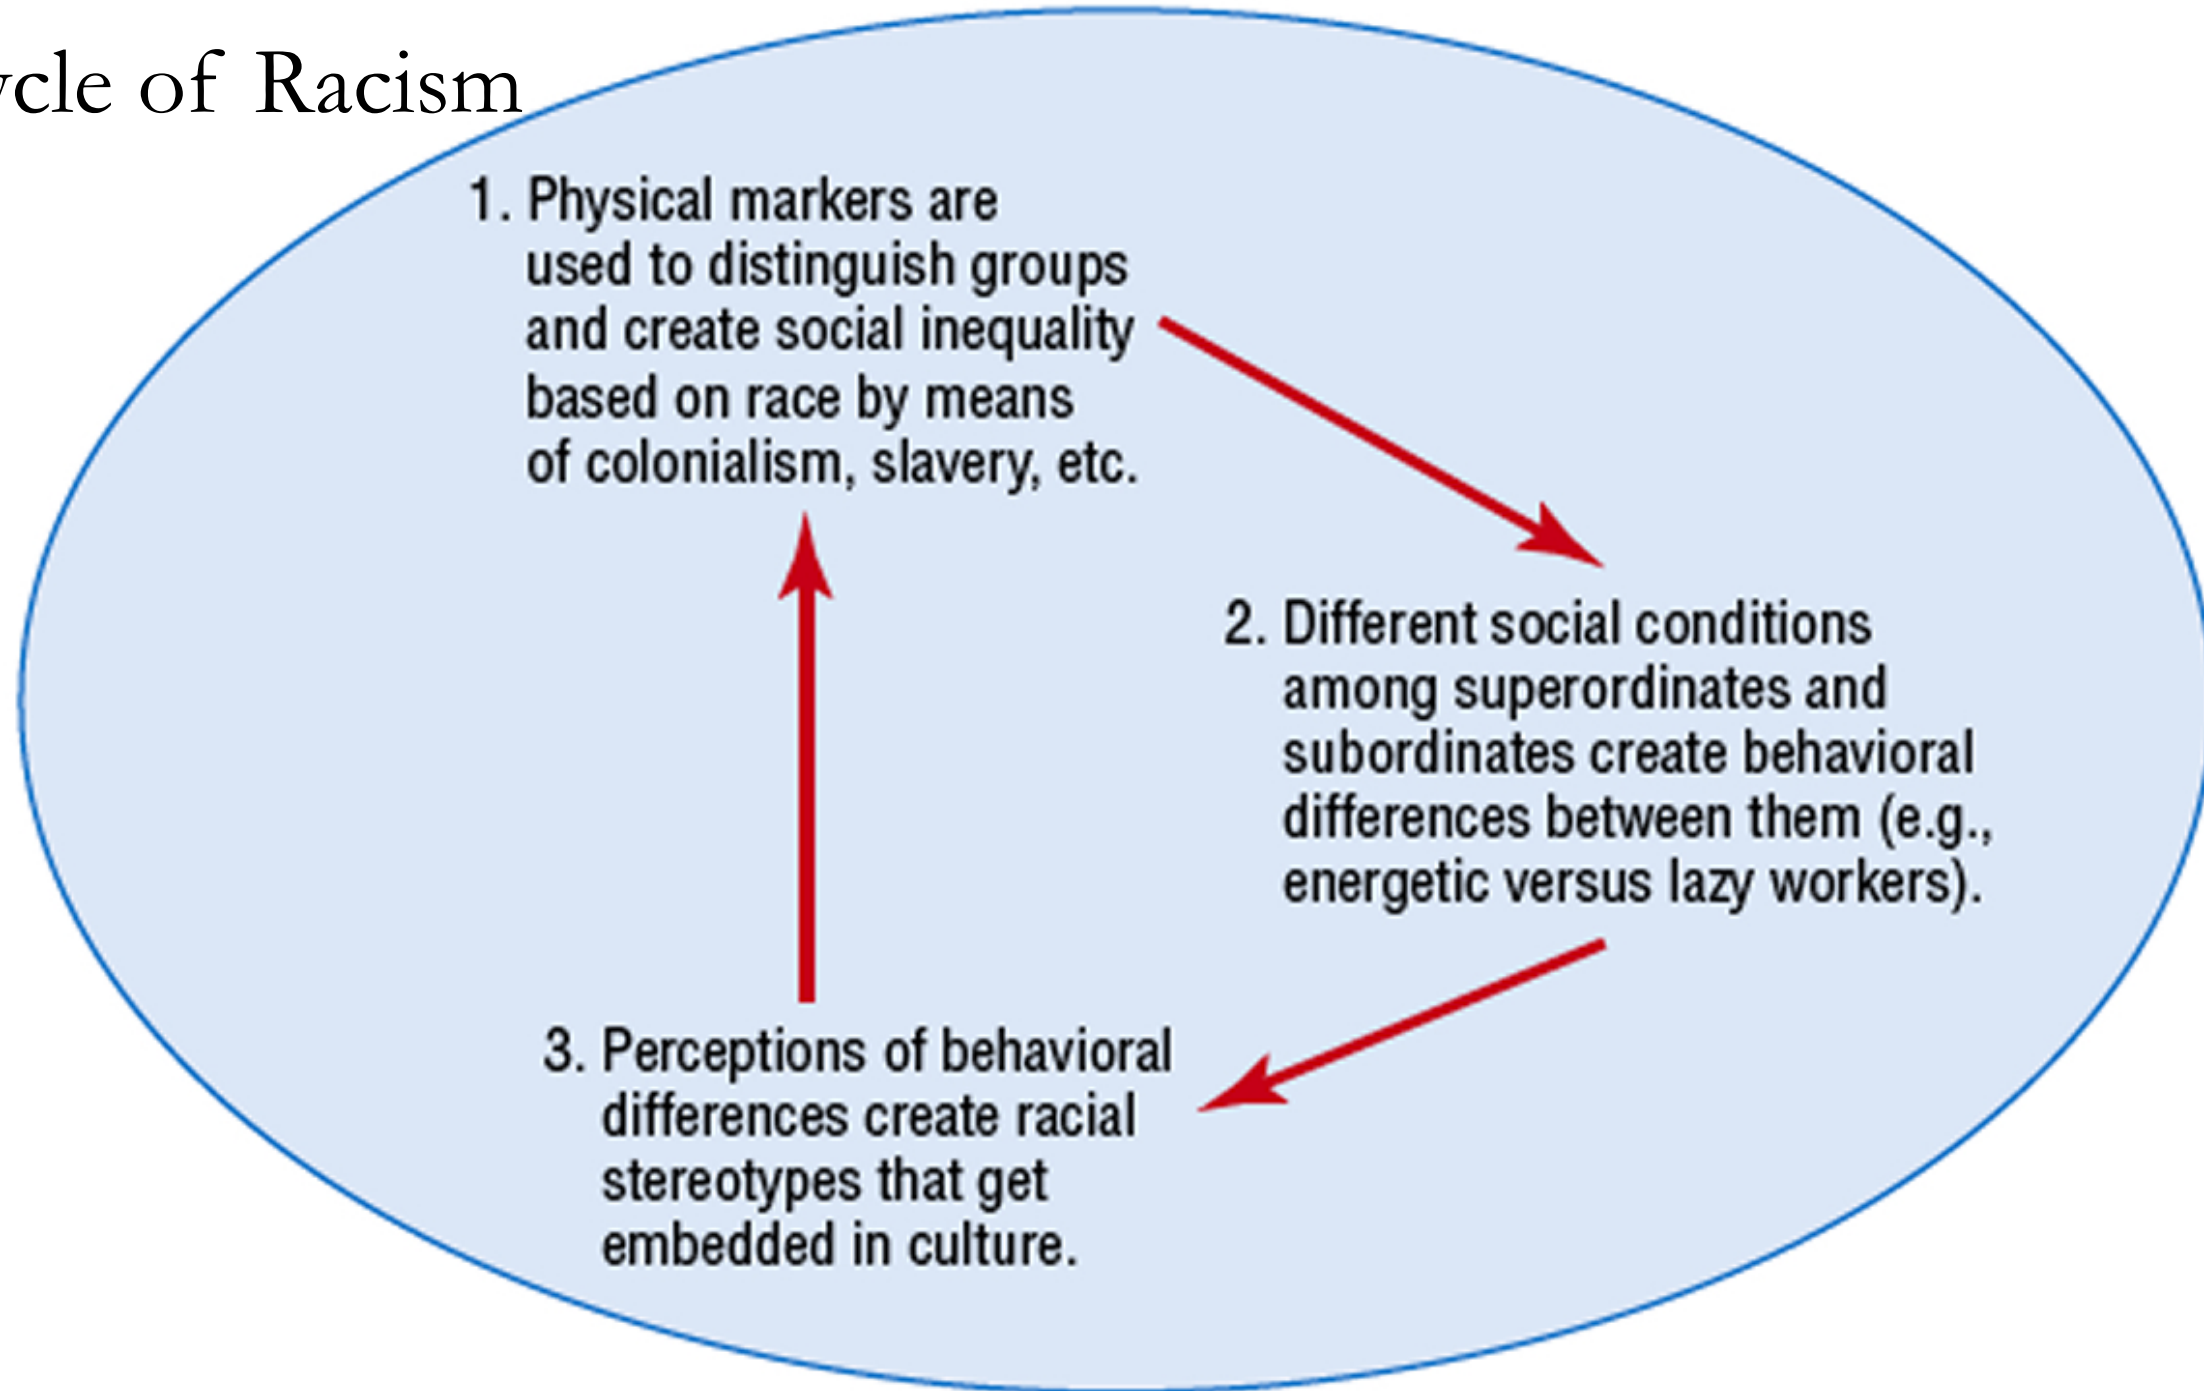 ycle of Racism
1. Physical markers are
used to distinguish groups
and create social inequality
based on race by means
of colonialism, slavery, etc.
2. Different social conditions
among superordinates and
subordinates create behavioral
differences between them (e.g.,
energetic versus lazy workers).
3. Perceptions of behavioral
differences create racial
stereotypes that get
embedded in culture.